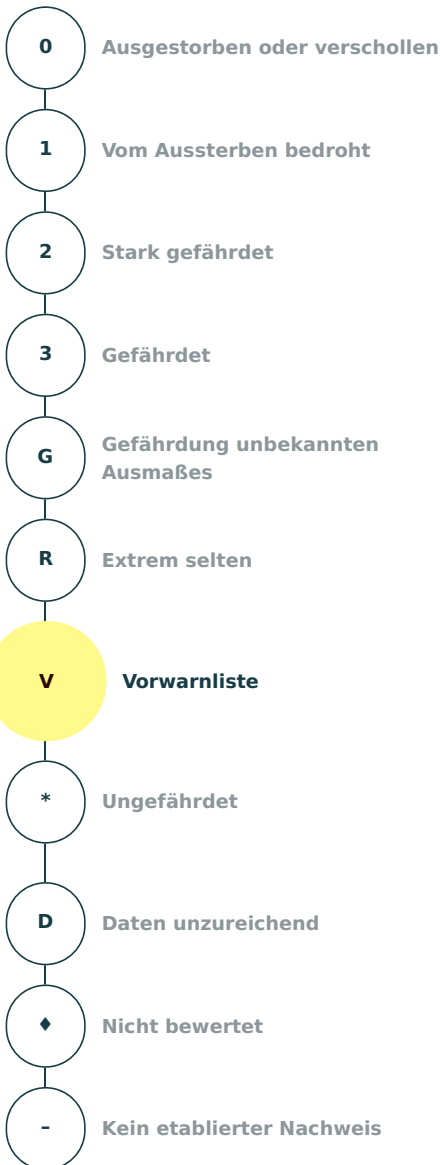 0 Ausgestorben oder verschollen
1 Vom Aussterben bedroht
2 Stark gefährdet
3 Gefährdet
G Gefährdung unbekannten
Ausmaßes
R Extrem selten
V Vorwarnliste
* Ungefährdet
D Daten unzureichend
♦ Nicht bewertet
– Kein etablierter Nachweis